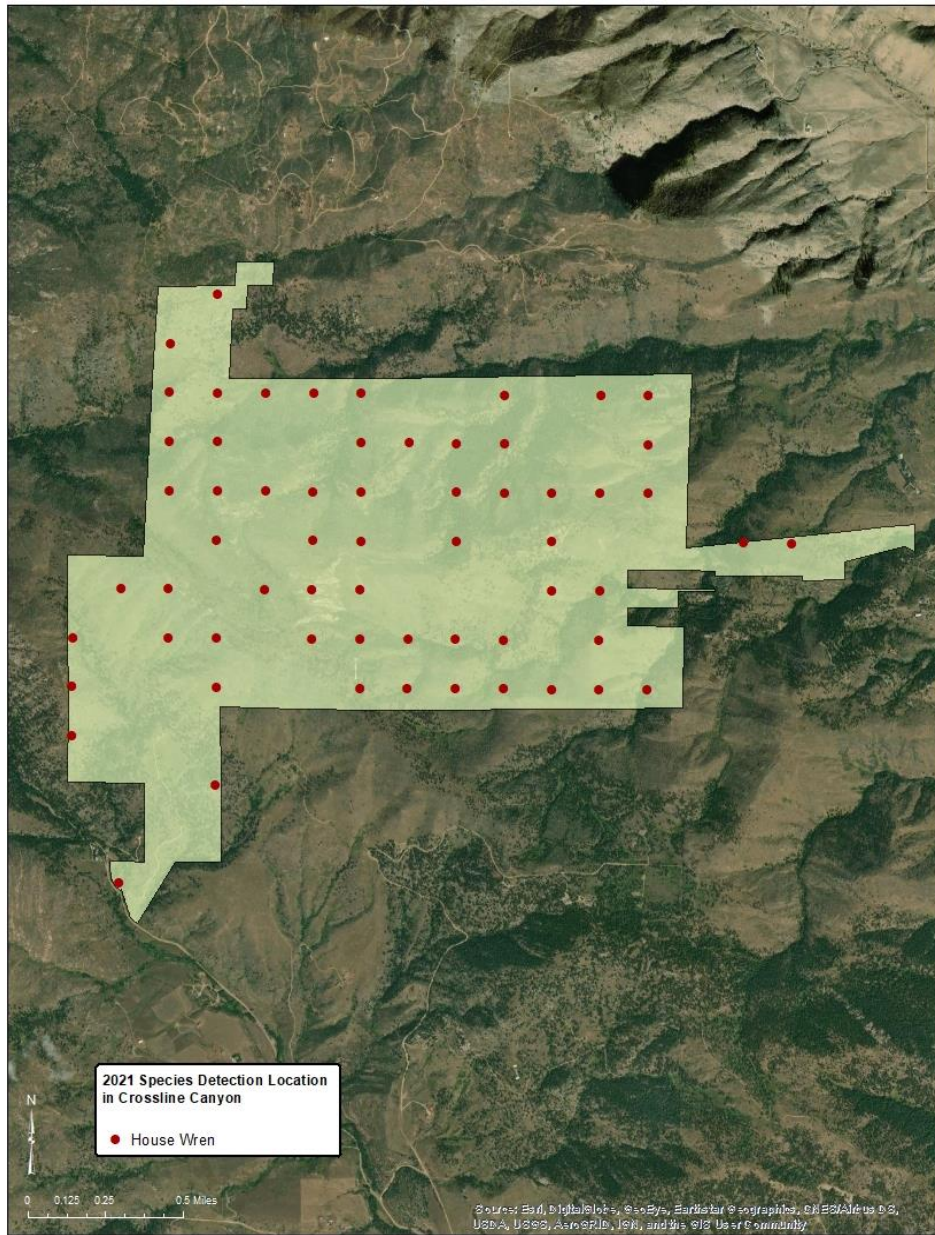 2021 Species Detection Location
in Crossline Canyon
House Wren
N
0 0.125 0.25 0.5 Miles
Source: Esri, DigitalGlobe, GeoEye, Earthstar Geographics, CNES/Airbus DS,
USDA, USGS, AeroGRID, IGN, and the GIS User Community